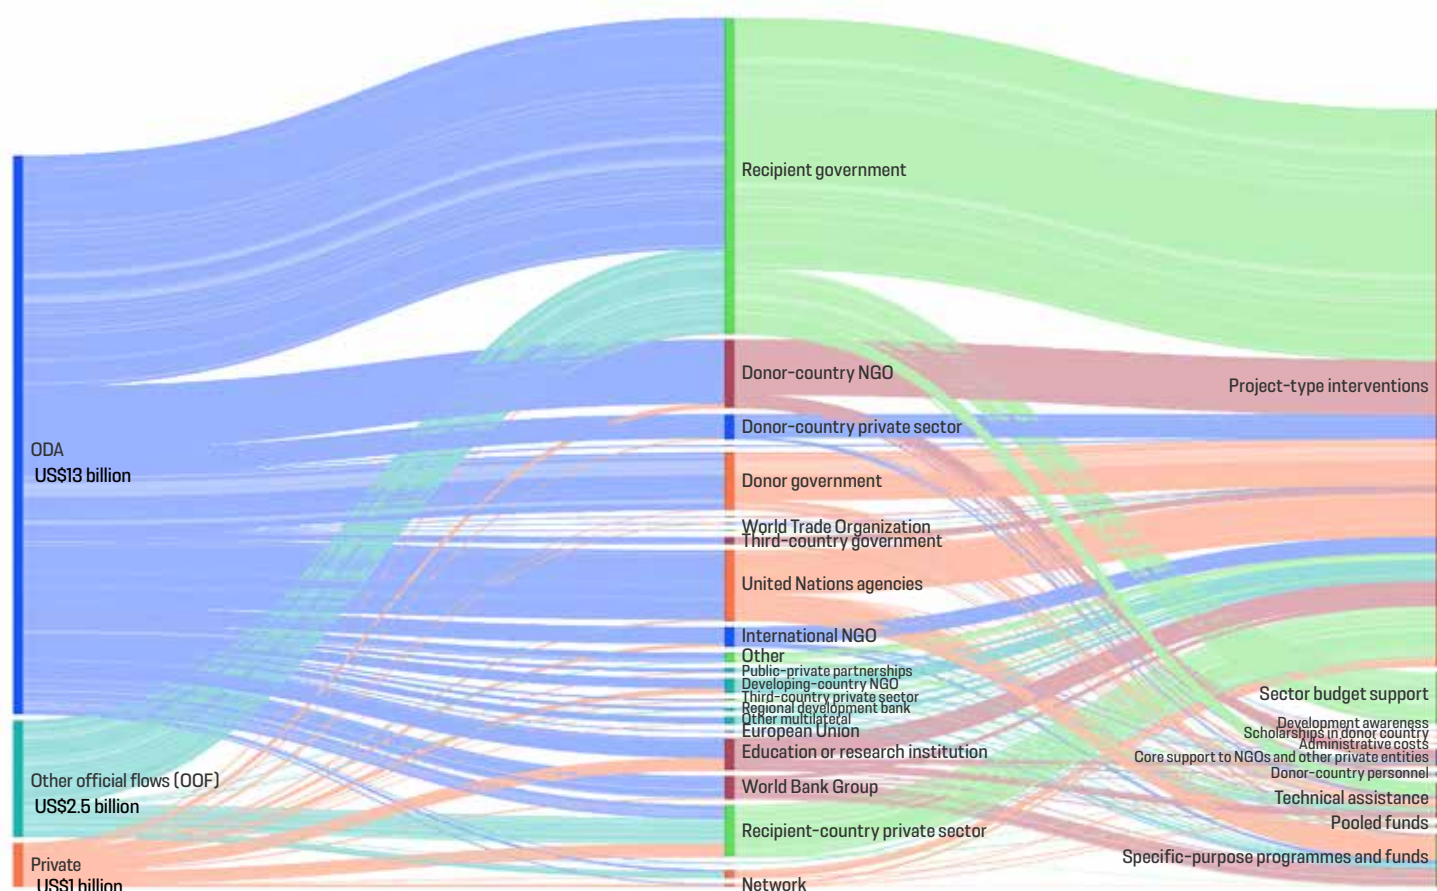 ODA
US$13 billion
Other official flows (OOF)
US$2.5 billion
Private
US$1 billion
Recipient government
Donor-country NGO
Donor-country private sector
Donor government
World Trade Organization
Third-country government
United Nations agencies
International NGO
Other
Public-private partnerships
Developing-country NGO
Third-country private sector
Regional development bank
Other multilateral
European Union
Education or research institution
World Bank Group
Recipient-country private sector
Network
Project-type interventions
Sector budget support
Development awareness
Scholarships in donor country
Administrative costs
Core support to NGOs and other private entities
Donor-country personnel
Technical assistance
Pooled funds
Specific-purpose programmes and funds